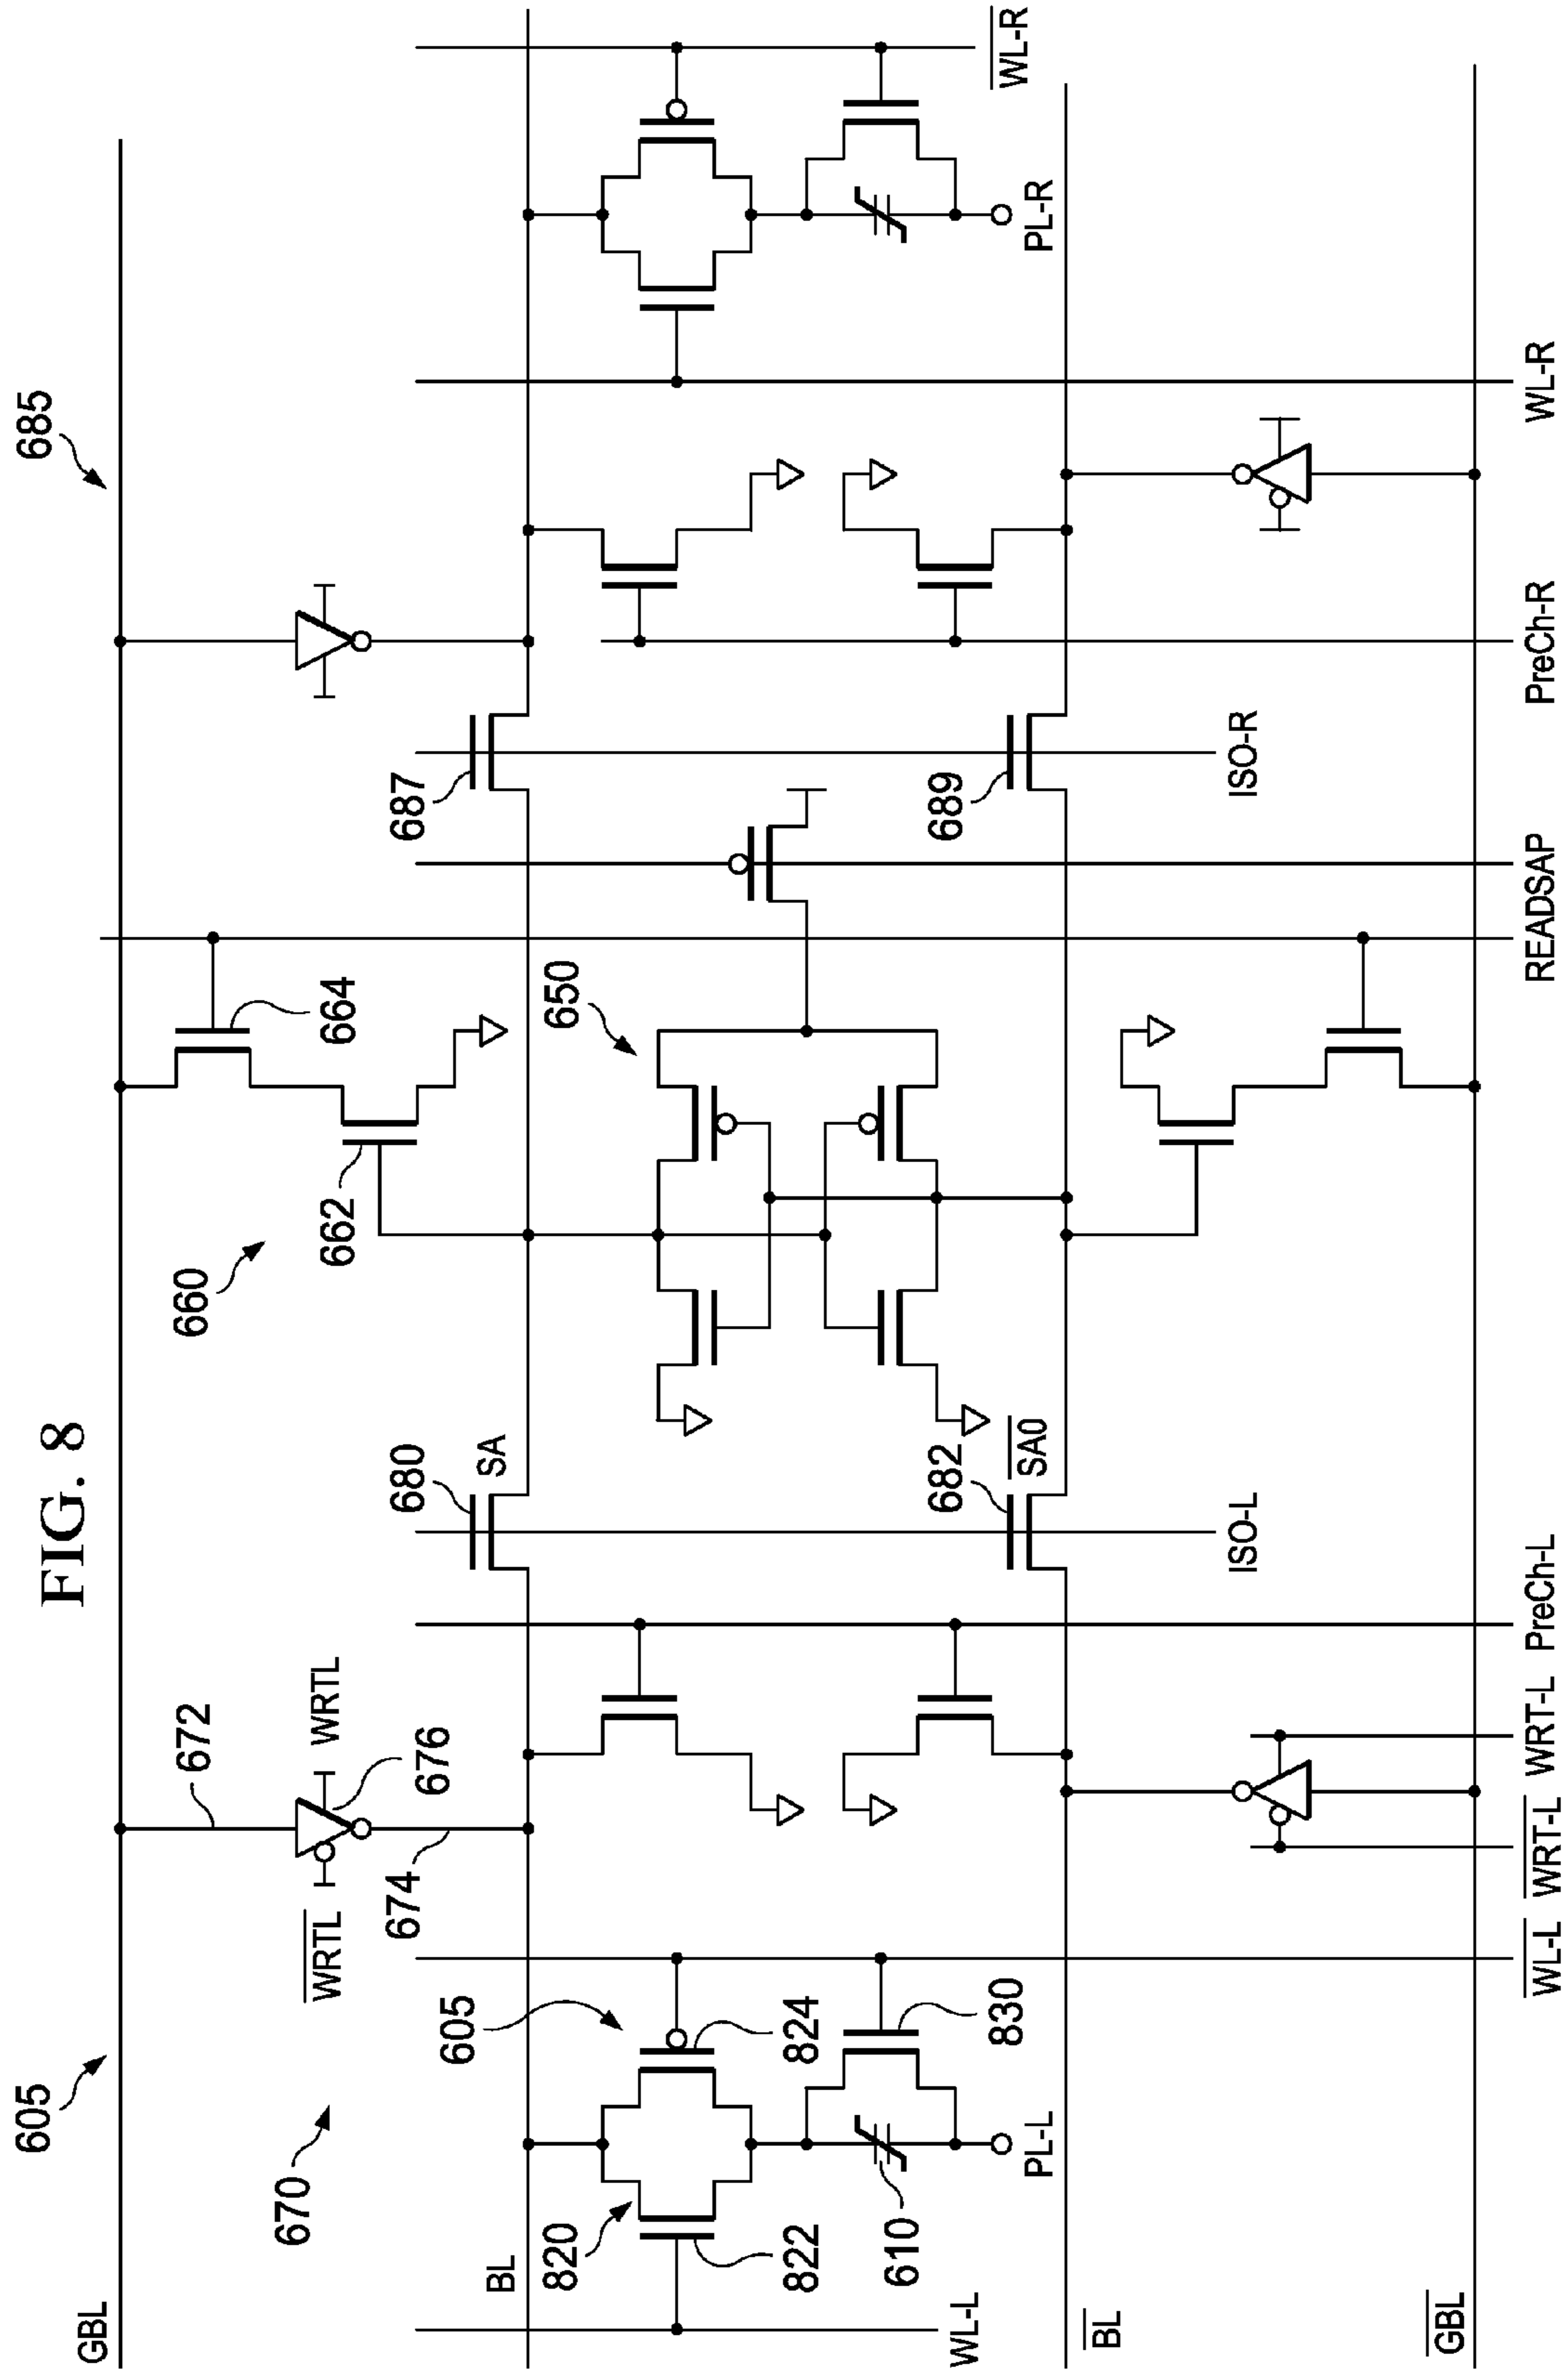 FIG. 8
605
685
GBL
672
660
664
670
WRTL
WRTL
676
662
674
680
687
BL
SA
605
820
650
822
824
610
830
682
SA0
689
PL-L
PL-R
WL-R
WL-L
BL
ISO-L
ISO-R
GBL
WL-L
WRT-L
WRT-L
PreCh-L
READSAP
PreCh-R
WL-R